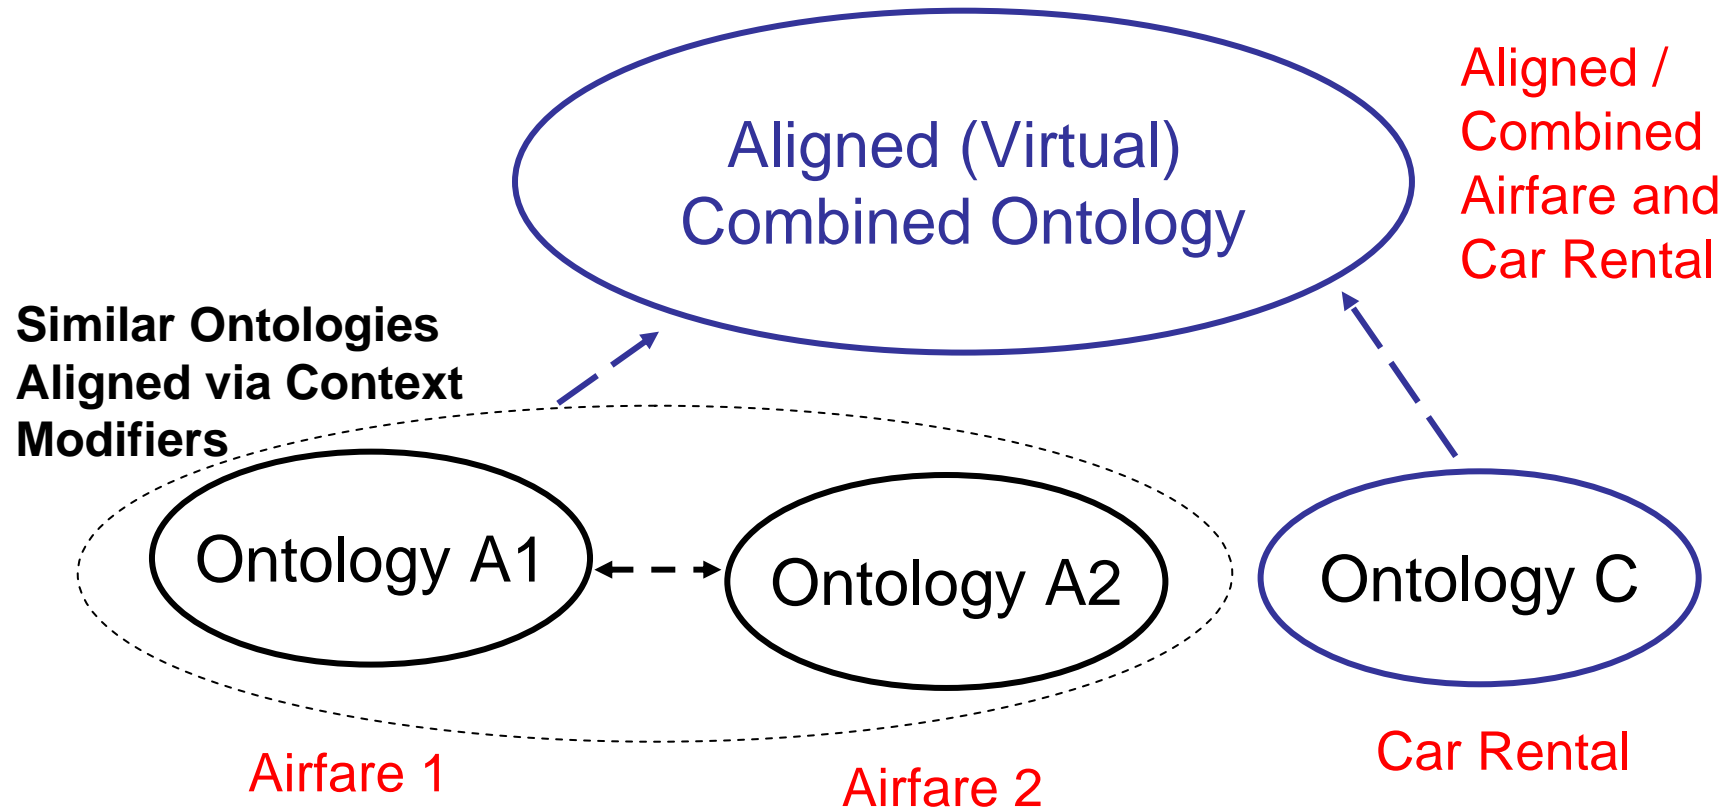 Aligned (Virtual)
Combined Ontology
Aligned /
Combined
Airfare and
Car Rental
Similar Ontologies
Aligned via Context
Modifiers
Ontology A1
Ontology A2
Ontology C
Airfare 1
Airfare 2
Car Rental